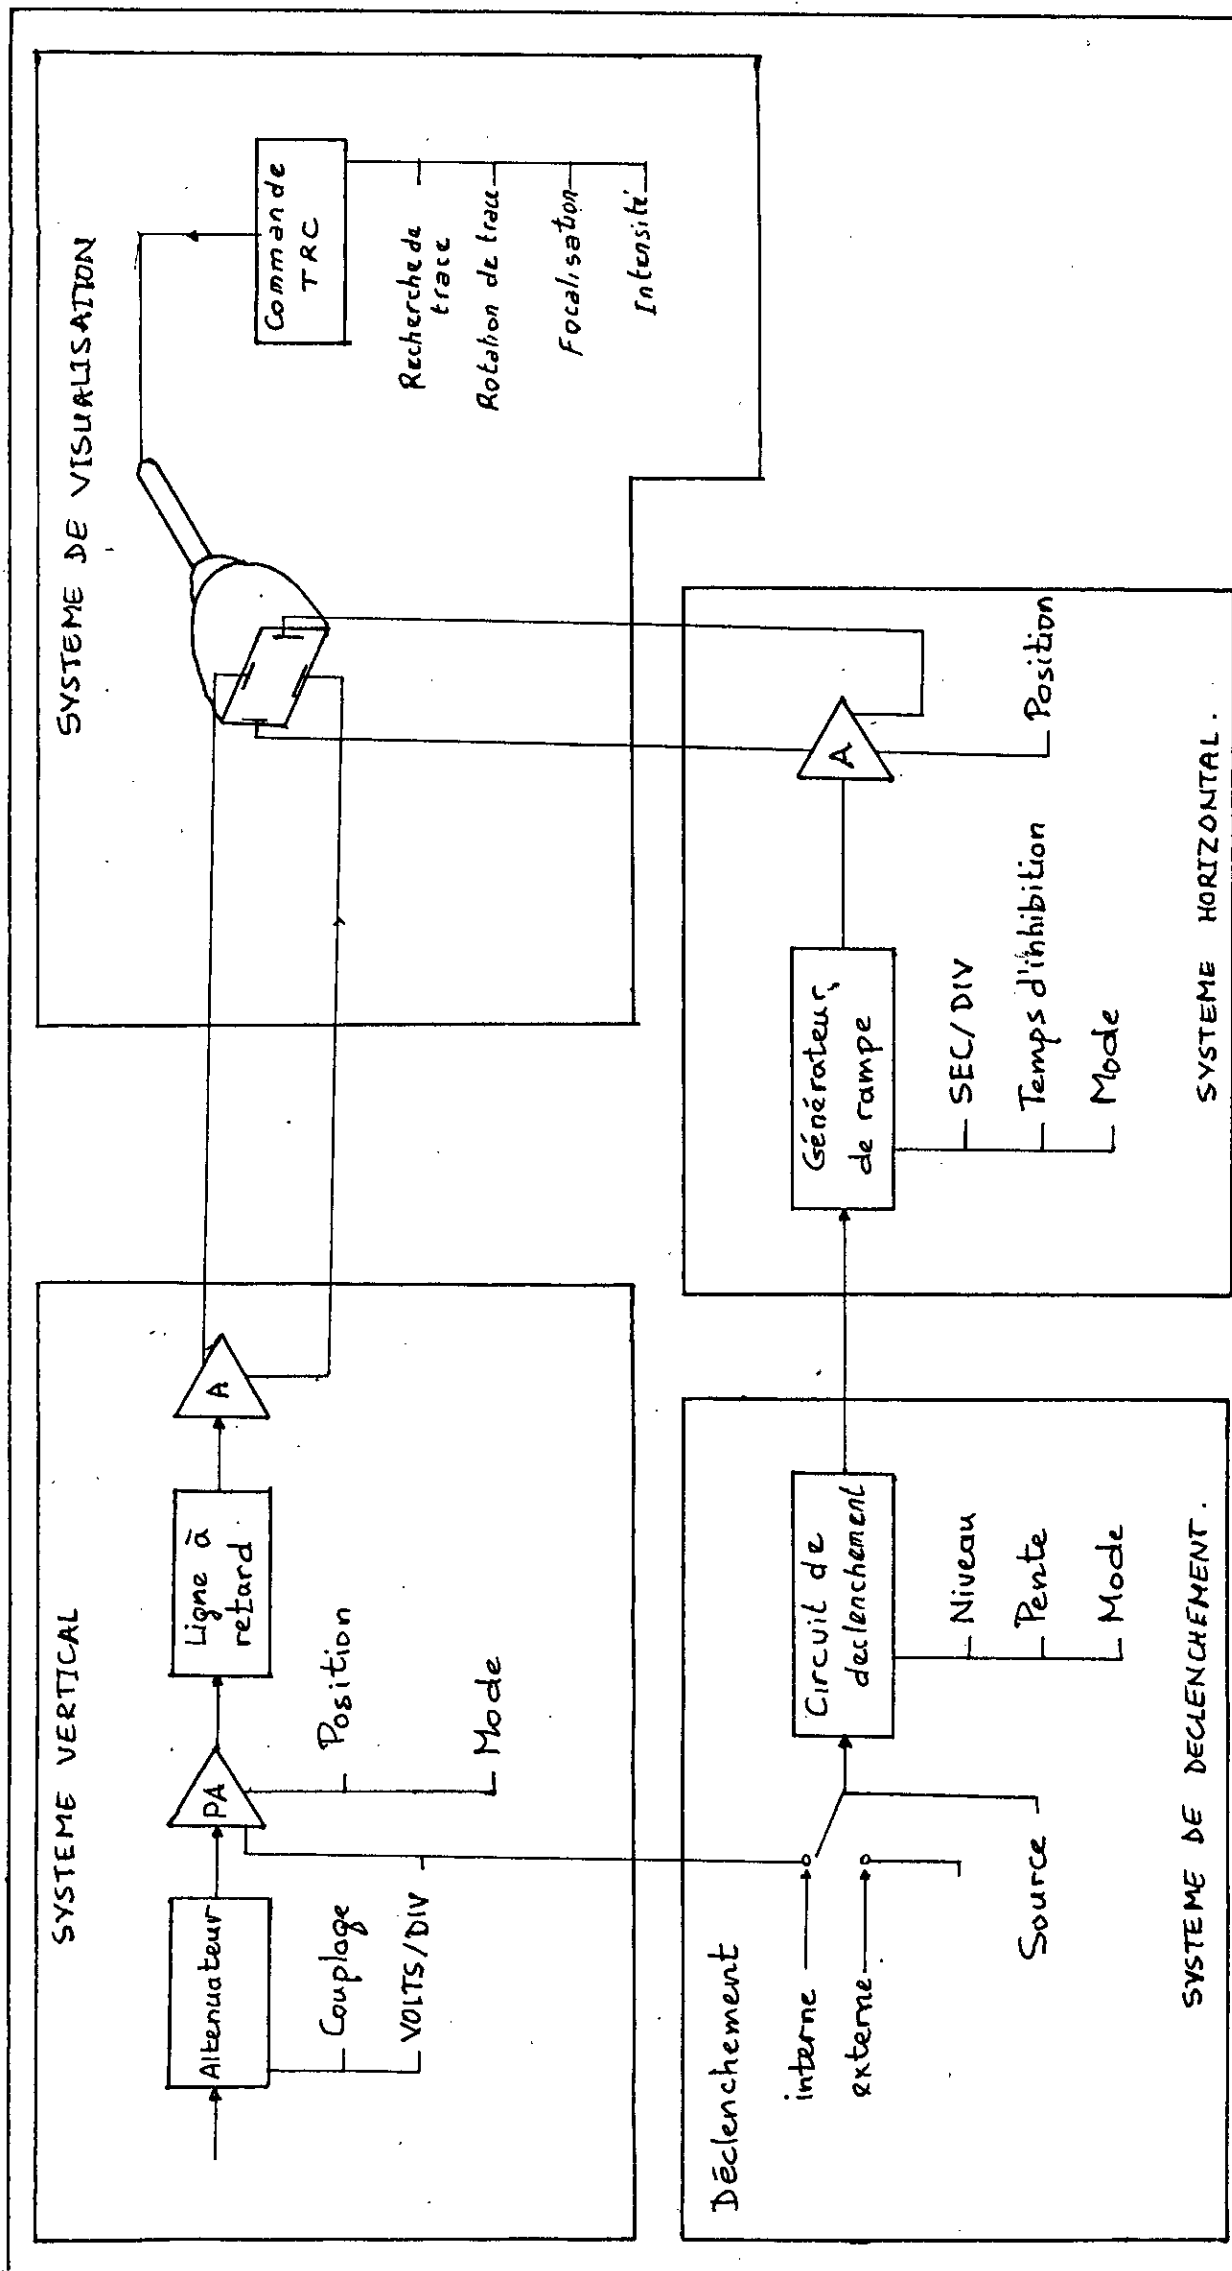 SYSTEME VERTICAL
Altenuateur
Couplage
VOLTS/DIV
PA
Position
Mode
Ligne à
retard
A
SYSTEME DE VISUALISATION
Commande
TRC
Recherche de
trace
Rotation de trace
Focalisation
Intensité
Déclenchement
interne
externe
Source
Circuil de
declenchement
Niveau
Pente
Mode
SYSTEME DE DECLENCHEMENT.
Générateur
de rampe
SEC/DIV
Temps d'inhibition
Mode
A
Position
SYSTEME HORIZONTAL.